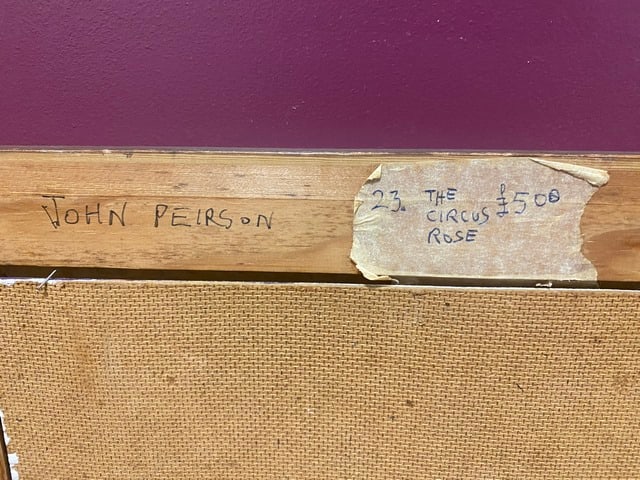 JOHN PEIRSON
23. THE £500
CIRCUS
ROSE